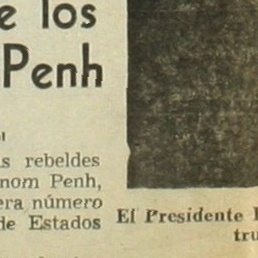 e los
Penh
s rebeldes
nom Penh,
era número
de Estados
El Presidente
tru